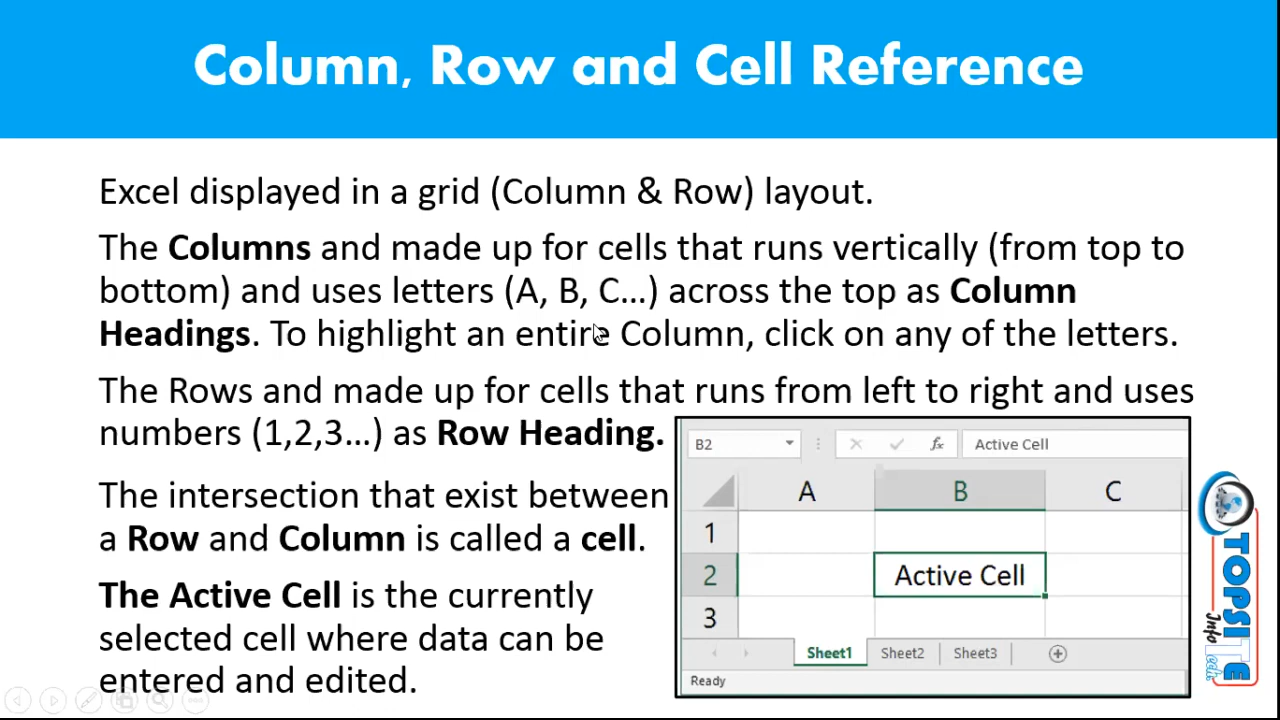 Column, Row and Cell Reference
Excel displayed in a grid (Column & Row) layout.
The Columns and made up for cells that runs vertically (from top to
bottom) and uses letters (A, B, C...) across the top as Column
Headings. To highlight an entire Column, click on any of the letters.
The Rows and made up for cells that runs from left to right and uses
numbers (1,2,3...) as Row Heading.
The intersection that exist between
a Row and Column is called a cell.
The Active Cell is the currently
selected cell where data can be
entered and edited.
B2 fx Active Cell
A B C
1
2 Active Cell
3
Sheet1 Sheet2 Sheet3
Ready
TOPSITE
Info Tech